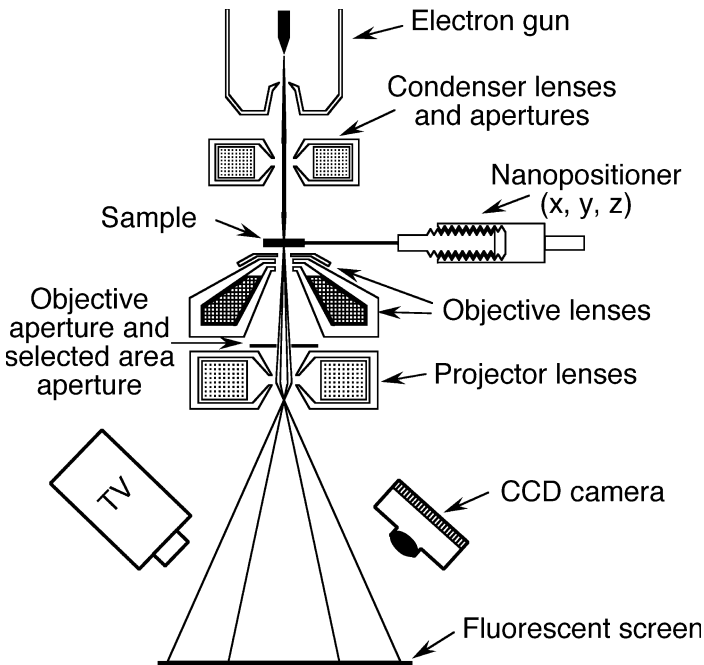 Electron gun
Condenser lenses
and apertures
Nanopositioner
(x, y, z)
Sample
Objective
aperture and
selected area
aperture
Objective lenses
Projector lenses
TV
CCD camera
Fluorescent screen